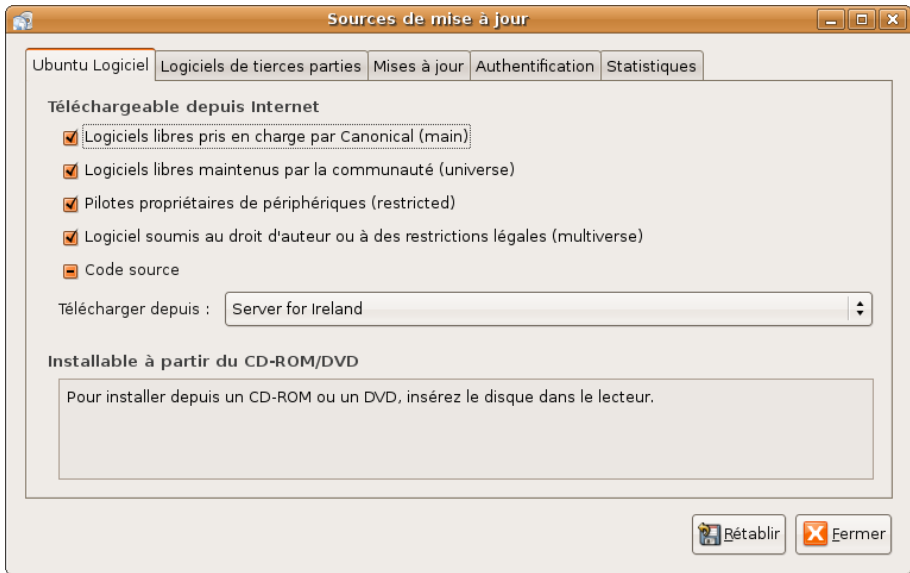 Sources de mise à jour
Ubuntu Logiciel Logiciels de tierces parties Mises à jour Authentification Statistiques
Téléchargeable depuis Internet
Logiciels libres pris en charge par Canonical (main)
Logiciels libres maintenus par la communauté (universe)
Pilotes propriétaires de périphériques (restricted)
Logiciel soumis au droit d'auteur ou à des restrictions légales (multiverse)
Code source
Télécharger depuis : Server for Ireland
Installable à partir du CD-ROM/DVD
Pour installer depuis un CD-ROM ou un DVD, insérez le disque dans le lecteur.
Rétablir Fermer